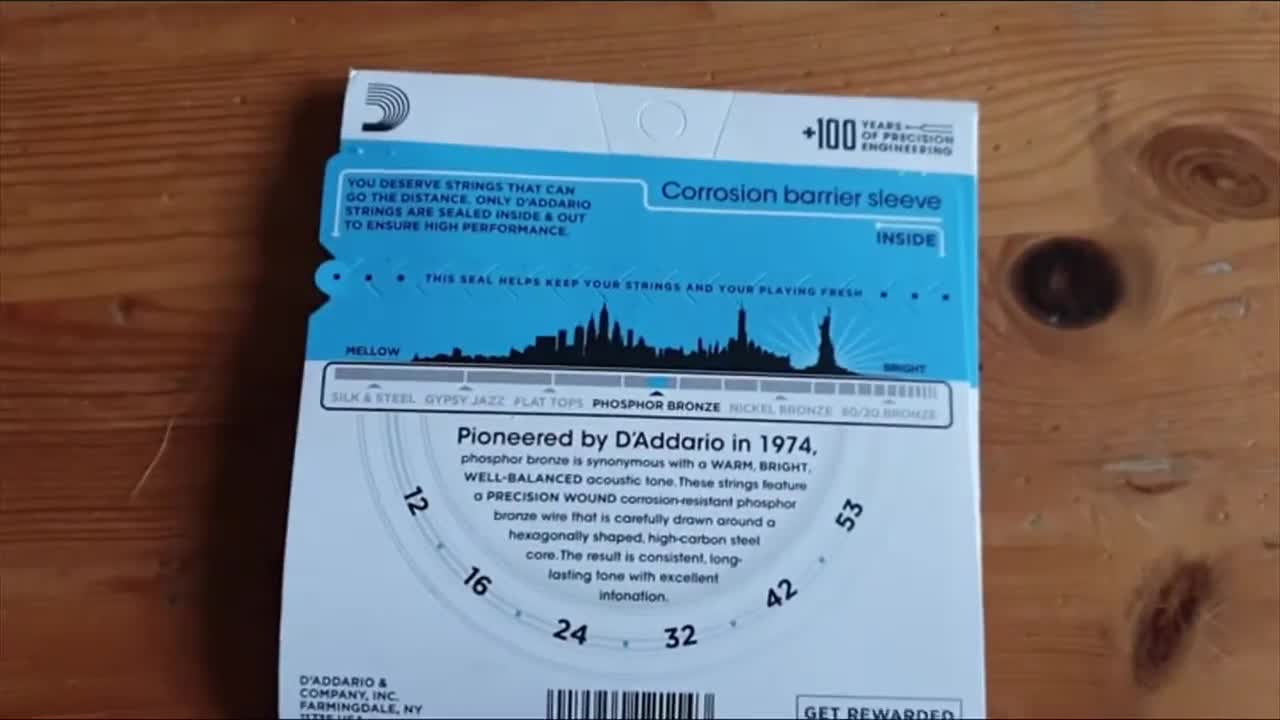 +100 YEARS
OF PRECISION
ENGINEERING
YOU DESERVE STRINGS THAT CAN
GO THE DISTANCE. ONLY D'ADDARIO
STRINGS ARE SEALED INSIDE & OUT
TO ENSURE HIGH PERFORMANCE.
Corrosion barrier sleeve
INSIDE
THIS SEAL HELPS KEEP YOUR STRINGS AND YOUR PLAYING FRESH
MELLOW
BRIGHT
SILK & STEEL GYPSY JAZZ FLAT TOPS PHOSPHOR BRONZE NICKEL BRONZE 80/20 BRONZE
Pioneered by D'Addario in 1974,
phosphor bronze is synonymous with a WARM, BRIGHT,
WELL-BALANCED acoustic tone. These strings feature
a PRECISION WOUND corrosion-resistant phosphor
bronze wire that is carefully drawn around a
hexagonally shaped, high-carbon steel
core. The result is consistent, long-
lasting tone with excellent
intonation.
12
16
24
32
42
53
D'ADDARIO &
COMPANY, INC.
FARMINGDALE, NY
11735 USA
GET REWARDED